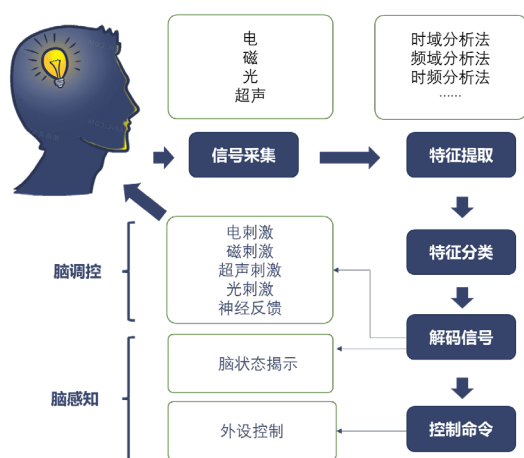 电
磁
光
超声
时域分析法
频域分析法
时频分析法
……
信号采集
特征提取
电刺激
磁刺激
超声刺激
光刺激
神经反馈
脑调控
特征分类
解码信号
脑状态揭示
脑感知
外设控制
控制命令